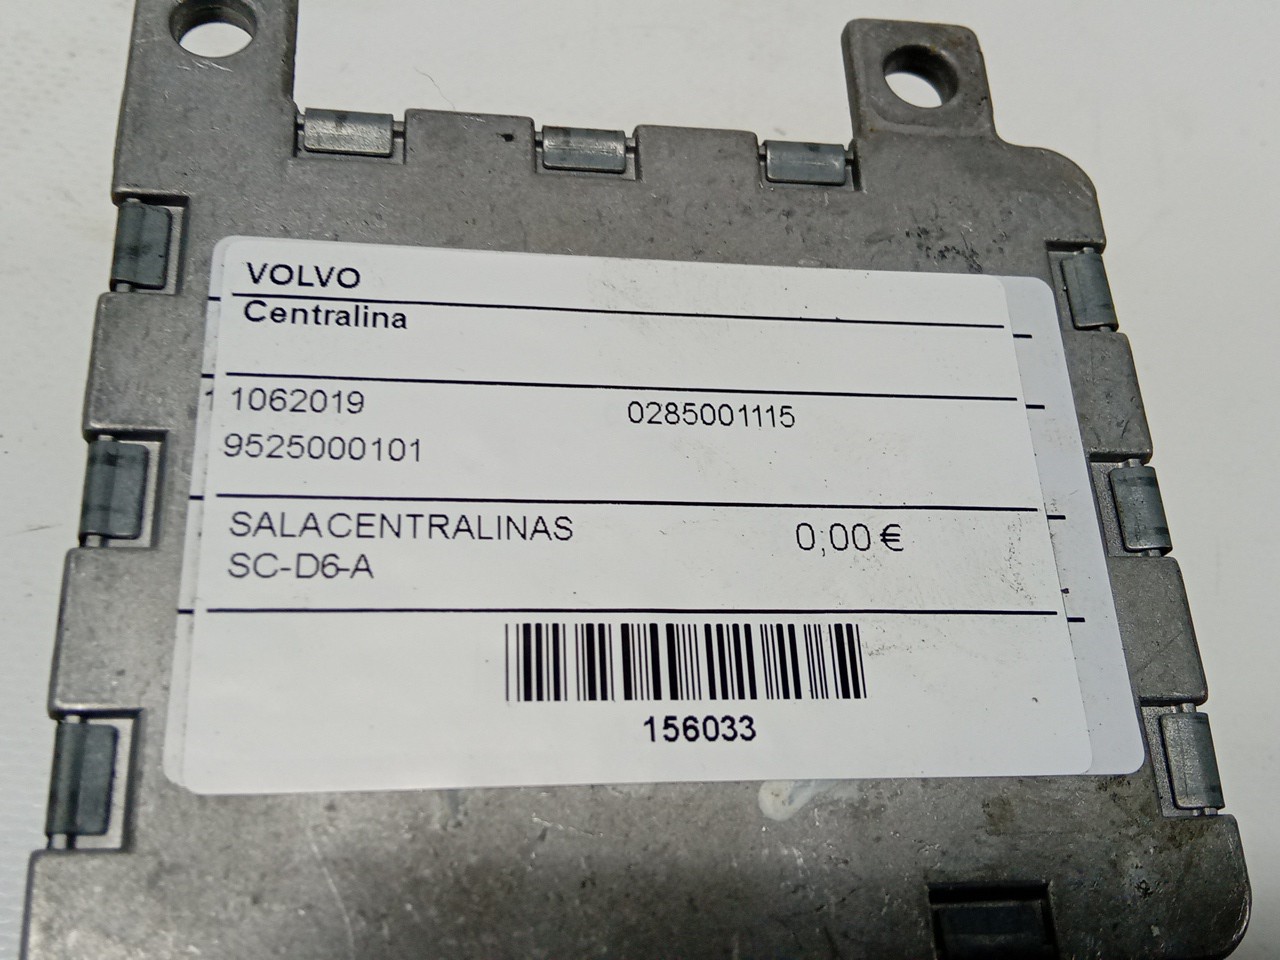 VOLVO
Centralina
1062019 0285001115
9525000101
SALACENTRALINAS 0,00 €
SC-D6-A
156033